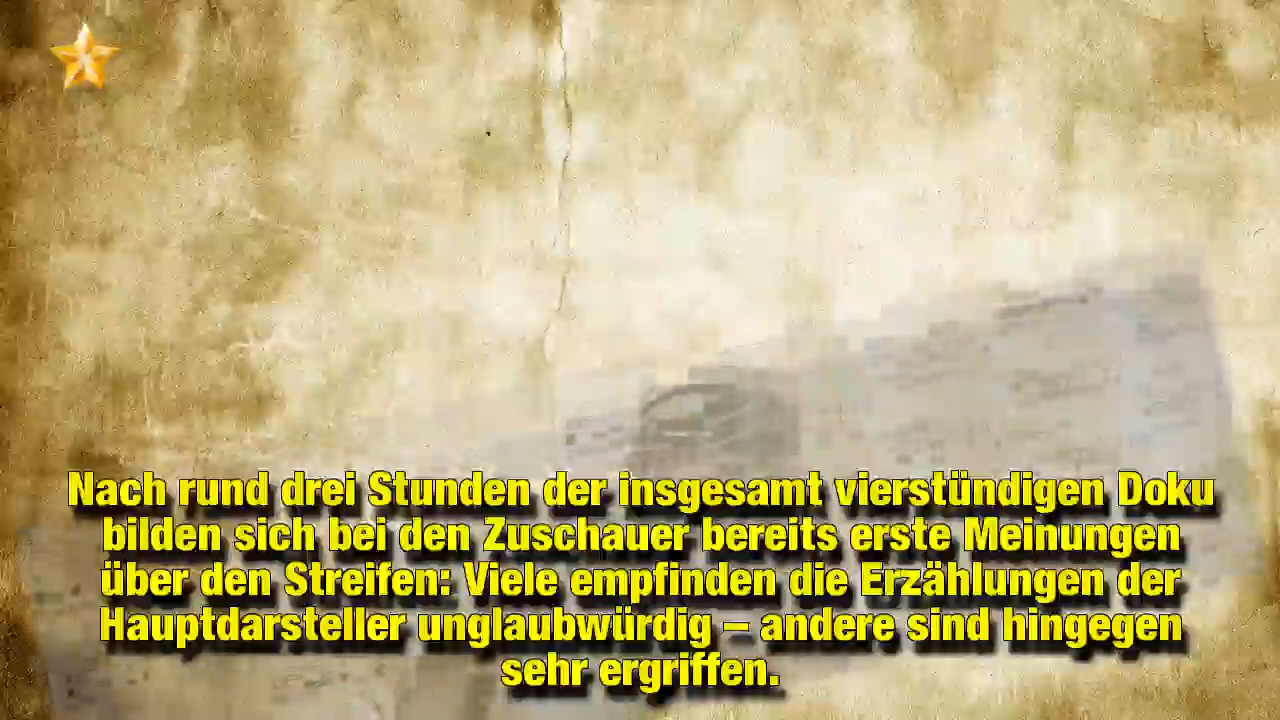 Nach rund drei Stunden der insgesamt vierstündigen Doku
bilden sich bei den Zuschauer bereits erste Meinungen
über den Streifen: Viele empfinden die Erzählungen der
Hauptdarsteller unglaubwürdig – andere sind hingegen
sehr ergriffen.